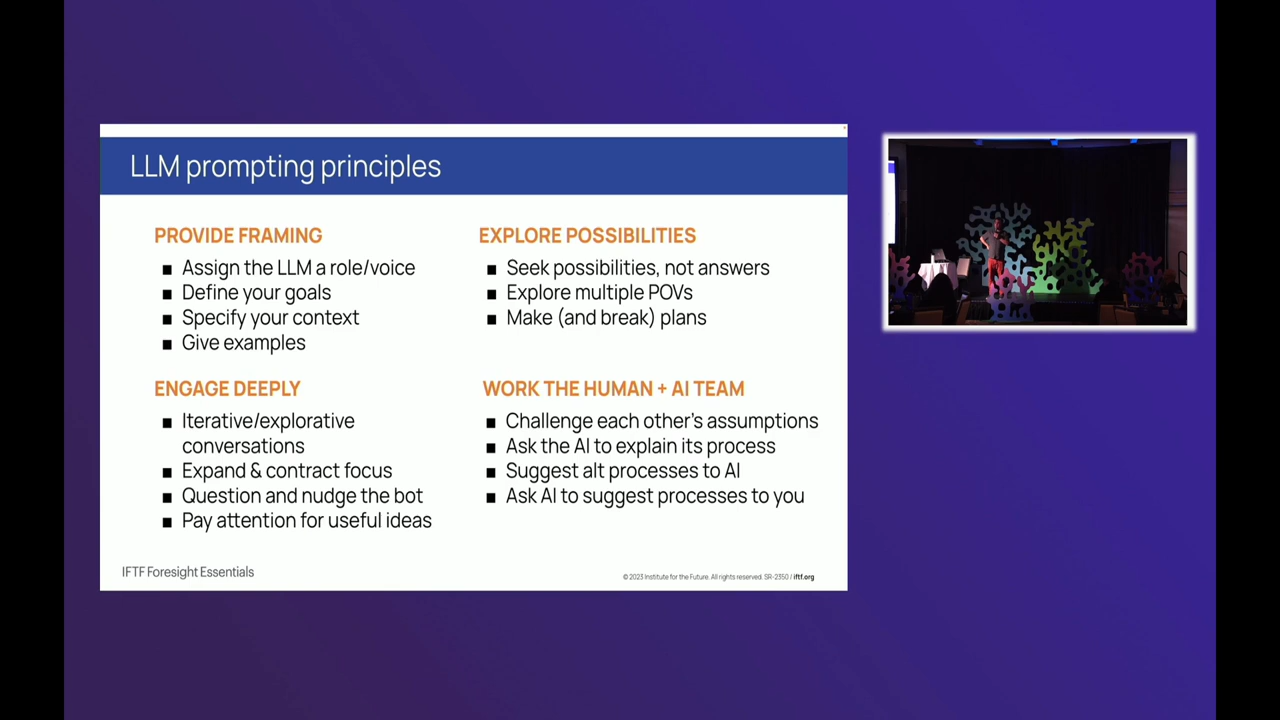 LLM prompting principles
PROVIDE FRAMING
■ Assign the LLM a role/voice
■ Define your goals
■ Specify your context
■ Give examples
ENGAGE DEEPLY
■ Iterative/explorative
conversations
■ Expand & contract focus
■ Question and nudge the bot
■ Pay attention for useful ideas
EXPLORE POSSIBILITIES
■ Seek possibilities, not answers
■ Explore multiple POVs
■ Make (and break) plans
WORK THE HUMAN + AI TEAM
■ Challenge each other's assumptions
■ Ask the AI to explain its process
■ Suggest alt processes to AI
■ Ask AI to suggest processes to you
IFTF Foresight Essentials
© 2023 Institute for the Future. All rights reserved. SR-2350 / iftf.org